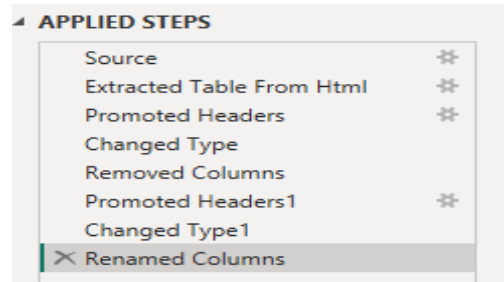 APPLIED STEPS
Source
Extracted Table From Html
Promoted Headers
Changed Type
Removed Columns
Promoted Headers1
Changed Type1
Renamed Columns